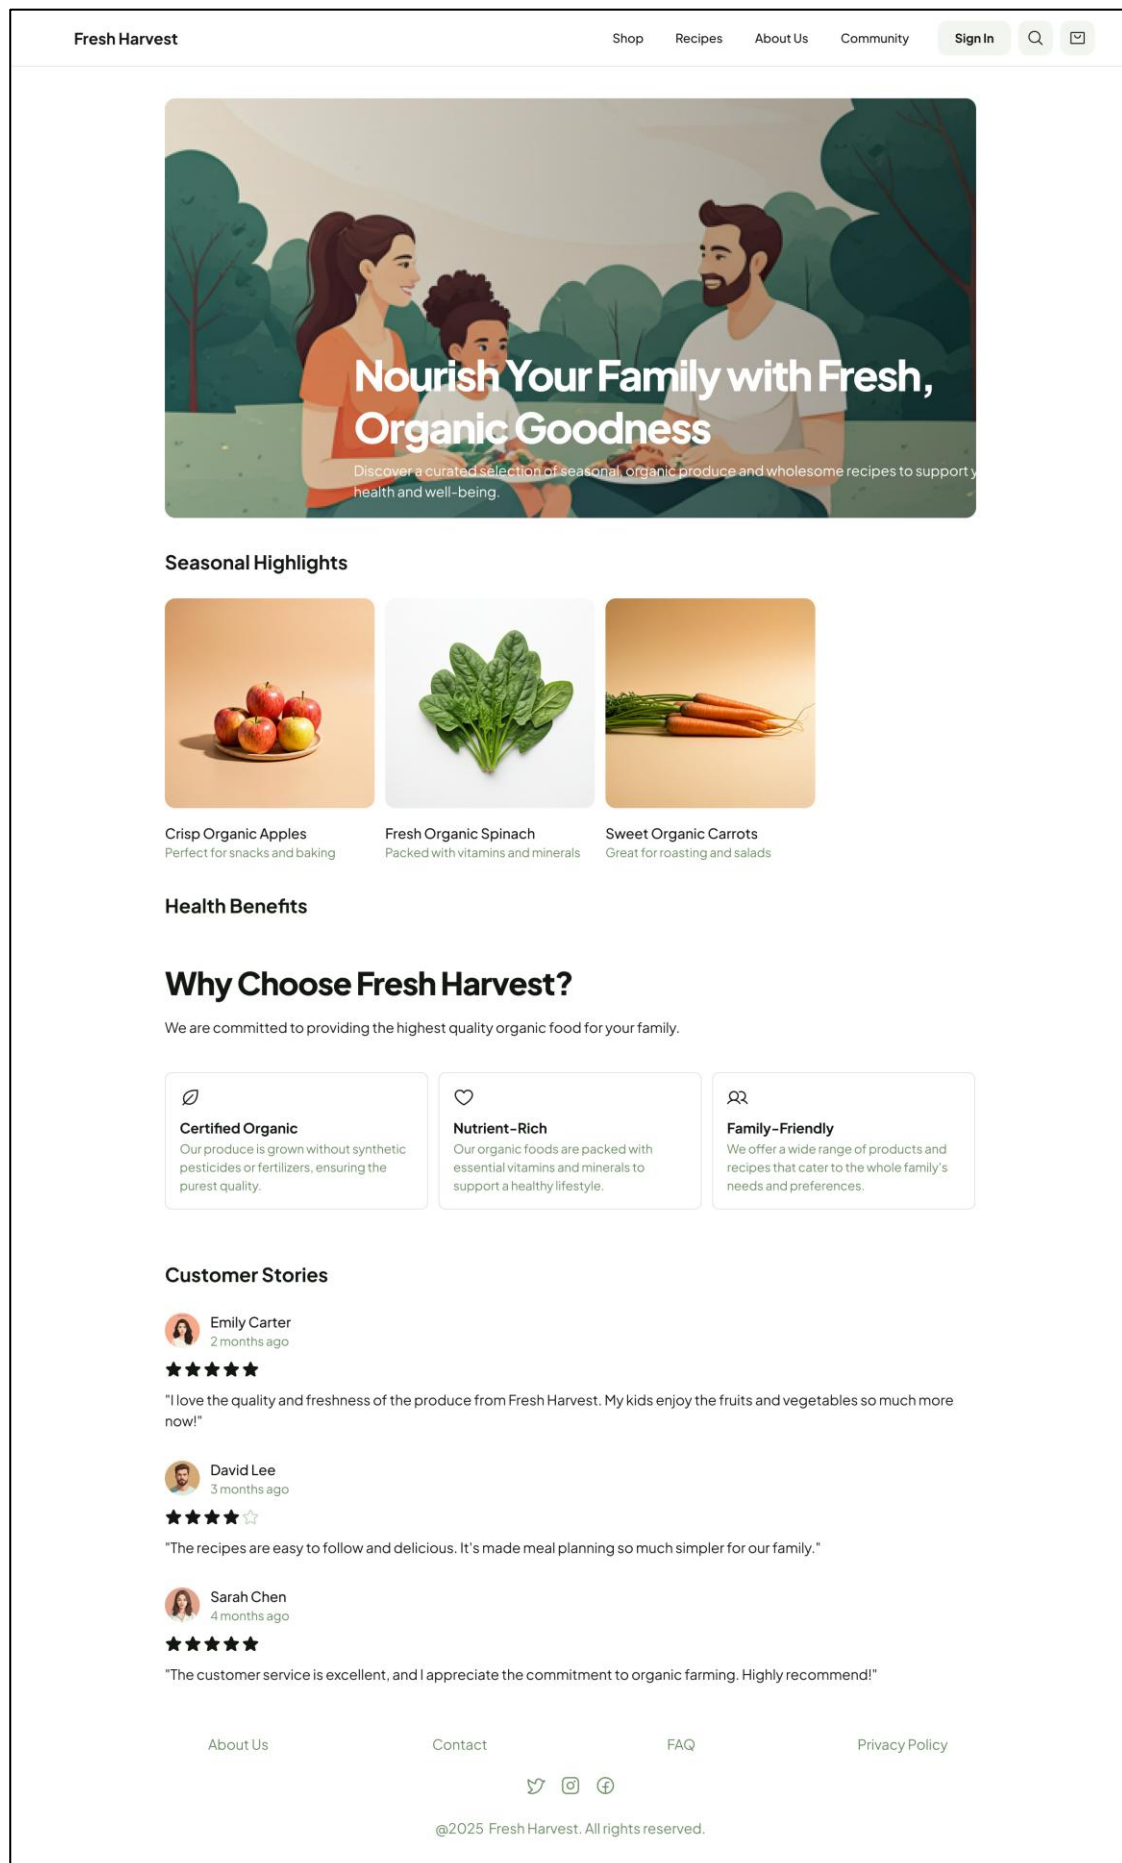 Fresh Harvest
Shop
Recipes
About Us
Community
Sign In
Nourish Your Family with Fresh,
Organic Goodness
Discover a curated selection of seasonal, organic produce and wholesome recipes to support y
health and well-being.
Seasonal Highlights
Crisp Organic Apples
Perfect for snacks and baking
Fresh Organic Spinach
Packed with vitamins and minerals
Sweet Organic Carrots
Great for roasting and salads
Health Benefits
Why Choose Fresh Harvest?
We are committed to providing the highest quality organic food for your family.
Certified Organic
Our produce is grown without synthetic
pesticides or fertilizers, ensuring the
purest quality.
Nutrient-Rich
Our organic foods are packed with
essential vitamins and minerals to
support a healthy lifestyle.
Family-Friendly
We offer a wide range of products and
recipes that cater to the whole family's
needs and preferences.
Customer Stories
Emily Carter
2 months ago
"I love the quality and freshness of the produce from Fresh Harvest. My kids enjoy the fruits and vegetables so much more
now!"
David Lee
3 months ago
"The recipes are easy to follow and delicious. It's made meal planning so much simpler for our family."
Sarah Chen
4 months ago
"The customer service is excellent, and I appreciate the commitment to organic farming. Highly recommend!"
About Us
Contact
FAQ
Privacy Policy
@2025 Fresh Harvest. All rights reserved.